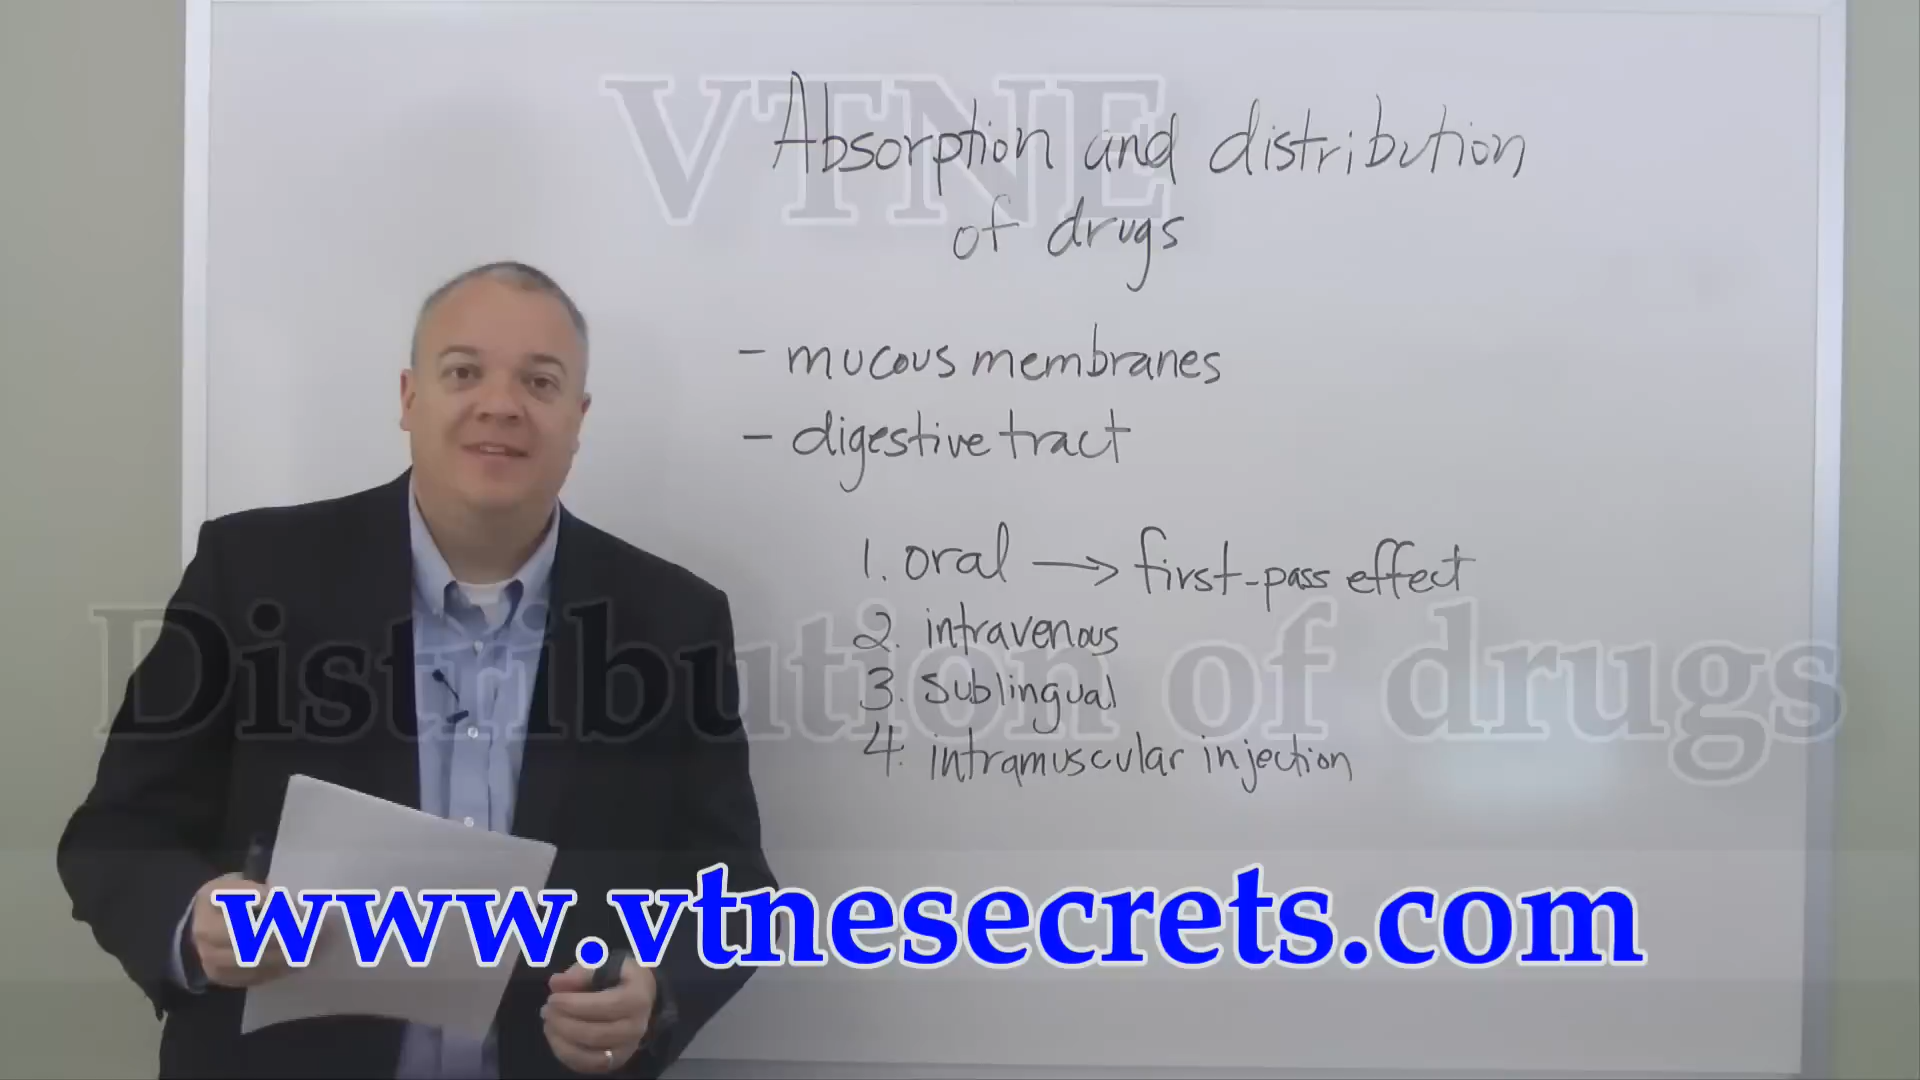 VTNE
Absorption and distribution
of drugs
- mucous membranes
- digestive tract
1. oral → first-pass effect
2. intravenous
3. sublingual
4. intramuscular injection
Distribution of drugs
www.vtnesecrets.com